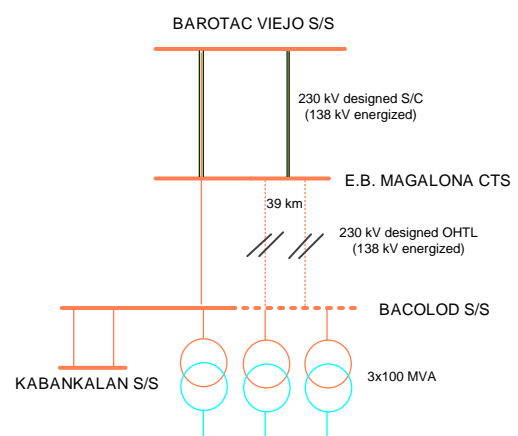 BAROTAC VIEJO S/S
230 kV designed S/C
(138 kV energized)
E.B. MAGALONA CTS
39 km
230 kV designed OHTL
(138 kV energized)
BACOLOD S/S
KABANKALAN S/S
3x100 MVA